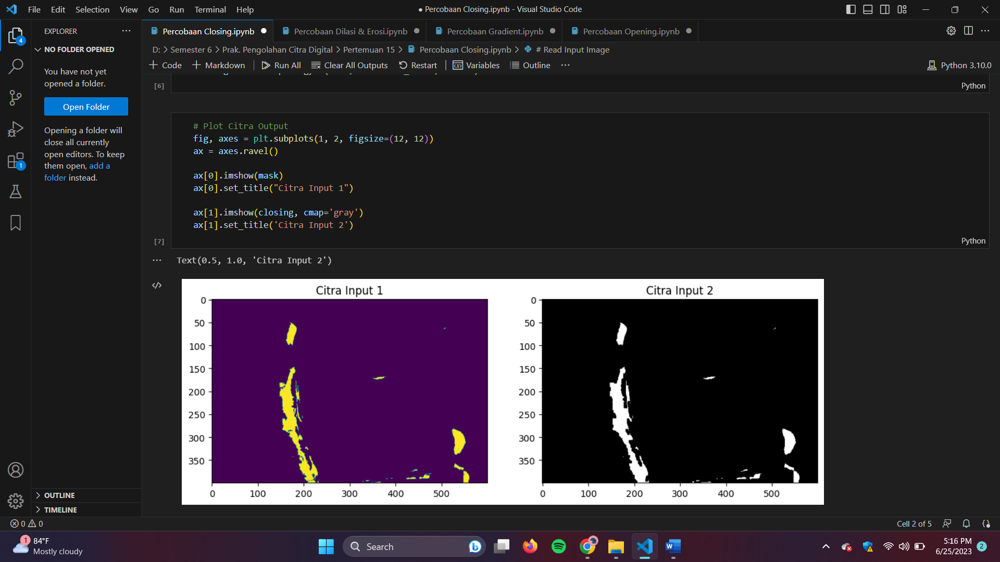 File Edit Selection View Go Run Terminal Help
● Percobaan Closing.ipynb - Visual Studio Code
EXPLORER
NO FOLDER OPENED
You have not yet
opened a folder.
Open Folder
Opening a folder will
close all currently
open editors. To keep
them open, add a
folder instead.
OUTLINE
TIMELINE
4
1
Percobaan Closing.ipynb
Percobaan Dilasi & Erosi.ipynb
Percobaan Gradient.ipynb
Percobaan Opening.ipynb
D: > Semester 6 > Prak. Pengolahan Citra Digital > Pertemuan 15 > Percobaan Closing.ipynb > # Read Input Image
+ Code + Markdown Run All Clear All Outputs Restart Variables Outline ···
Python 3.10.0
[6]
Python
# Plot Citra Output
fig, axes = plt.subplots(1, 2, figsize=(12, 12))
ax = axes.ravel()
ax[0].imshow(mask)
ax[0].set_title("Citra Input 1")
ax[1].imshow(closing, cmap='gray')
ax[1].set_title('Citra Input 2')
[7]
Python
Text(0.5, 1.0, 'Citra Input 2')
Citra Input 1
0
50
100
150
200
250
300
350
0 100 200 300 400 500
Citra Input 2
0
50
100
150
200
250
300
350
0 100 200 300 400 500
0 0
Cell 2 of 5
1
84°F
Mostly cloudy
Search
5:16 PM
6/25/2023
2